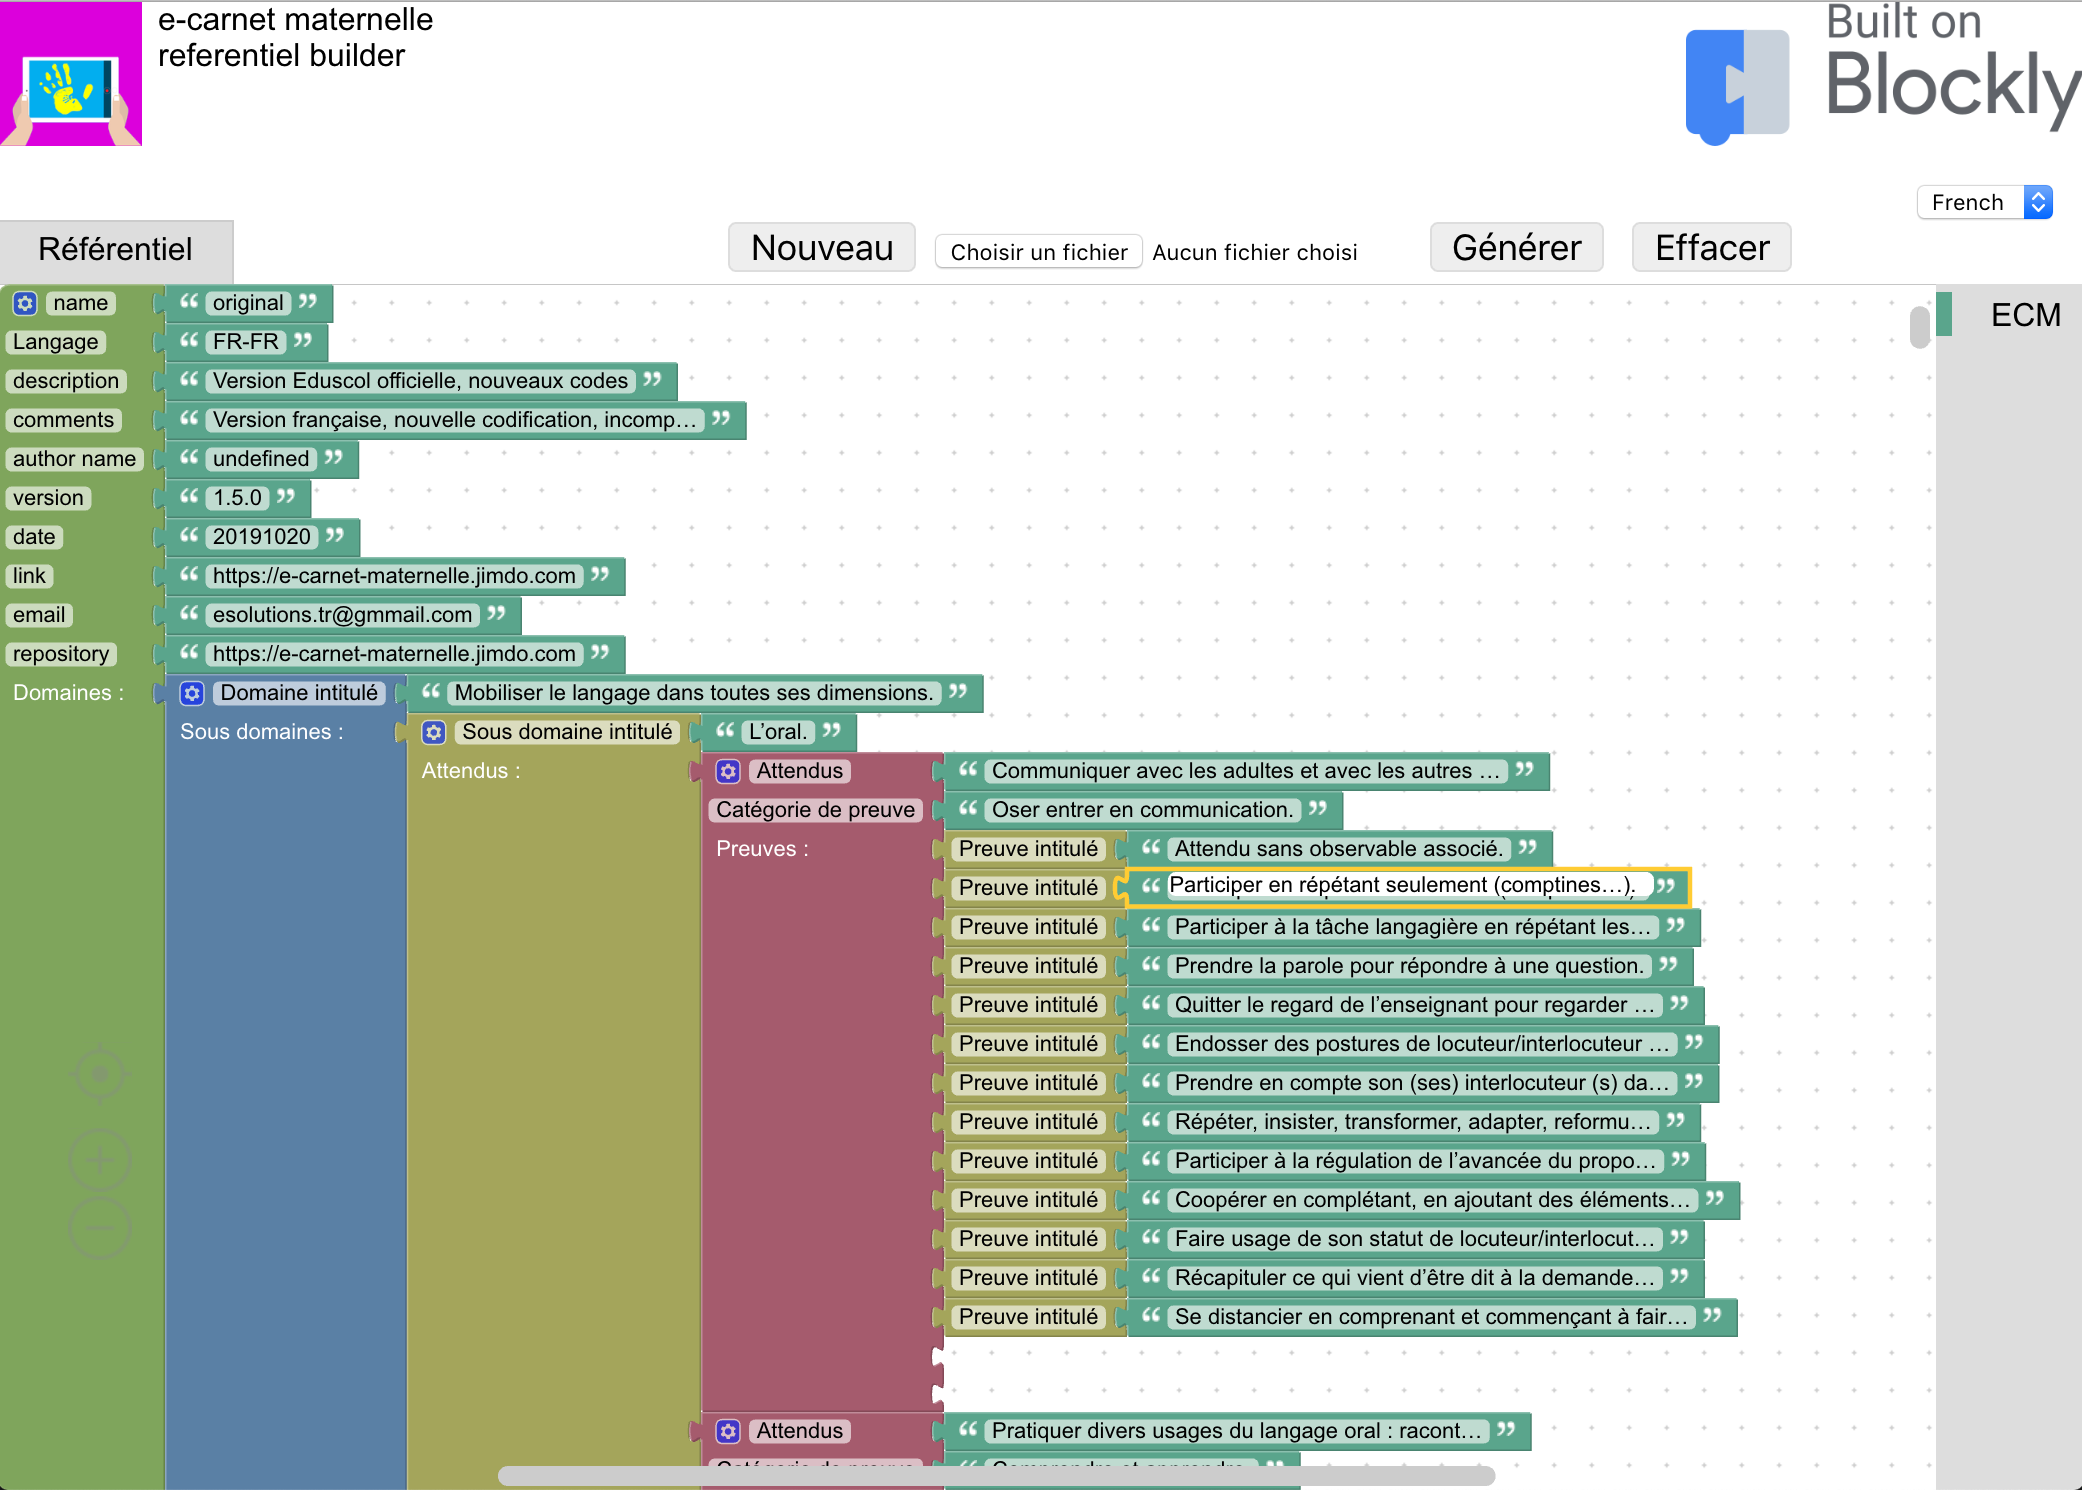 e-carnet maternelle
referentiel builder
Built on
Blockly
French
Référentiel
Nouveau
Choisir un fichier Aucun fichier choisi
Générer
Effacer
ECM
name “ original ”
Langage “ FR-FR ”
description “ Version Eduscol officielle, nouveaux codes ”
comments “ Version française, nouvelle codification, incomp… ”
author name “ undefined ”
version “ 1.5.0 ”
date “ 20191020 ”
link “ https://e-carnet-maternelle.jimdo.com ”
email “ esolutions.tr@gmmail.com ”
repository “ https://e-carnet-maternelle.jimdo.com ”
Domaines : Domaine intitulé “ Mobiliser le langage dans toutes ses dimensions. ”
Sous domaines : Sous domaine intitulé “ L’oral. ”
Attendus : Attendus “ Communiquer avec les adultes et avec les autres … ”
Catégorie de preuve “ Oser entrer en communication. ”
Preuves : Preuve intitulé “ Attendu sans observable associé. ”
Preuve intitulé “ Participer en répétant seulement (comptines…). ”
Preuve intitulé “ Participer à la tâche langagière en répétant les… ”
Preuve intitulé “ Prendre la parole pour répondre à une question. ”
Preuve intitulé “ Quitter le regard de l’enseignant pour regarder … ”
Preuve intitulé “ Endosser des postures de locuteur/interlocuteur … ”
Preuve intitulé “ Prendre en compte son (ses) interlocuteur (s) da… ”
Preuve intitulé “ Répéter, insister, transformer, adapter, reformu… ”
Preuve intitulé “ Participer à la régulation de l’avancée du propo… ”
Preuve intitulé “ Coopérer en complétant, en ajoutant des éléments… ”
Preuve intitulé “ Faire usage de son statut de locuteur/interlocut… ”
Preuve intitulé “ Récapituler ce qui vient d’être dit à la demande… ”
Preuve intitulé “ Se distancier en comprenant et commençant à fair… ”
Attendus “ Pratiquer divers usages du langage oral : racont… ”
Catégorie de preuve “ Comprendre et apprendre. ”